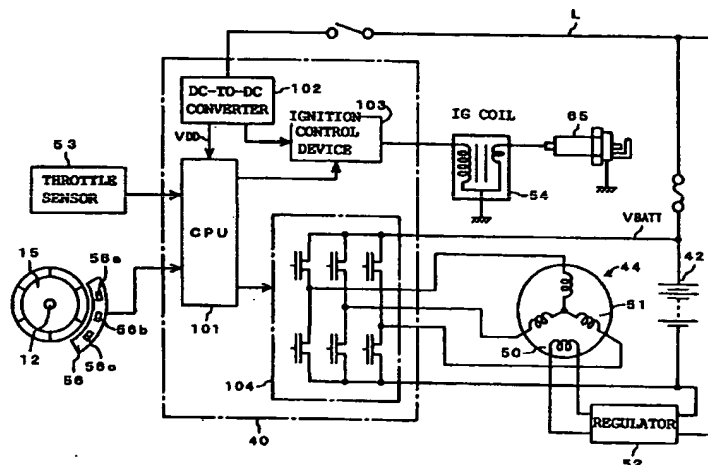 L
DC-TO-DC
CONVERTER
102
103
IGNITION
CONTROL
DEVICE
VDD
IG COIL
65
54
53
THROTTLE
SENSOR
CPU
101
VBATT
42
44
51
50
15
12
56a
56b
56c
56
104
40
REGULATOR
52